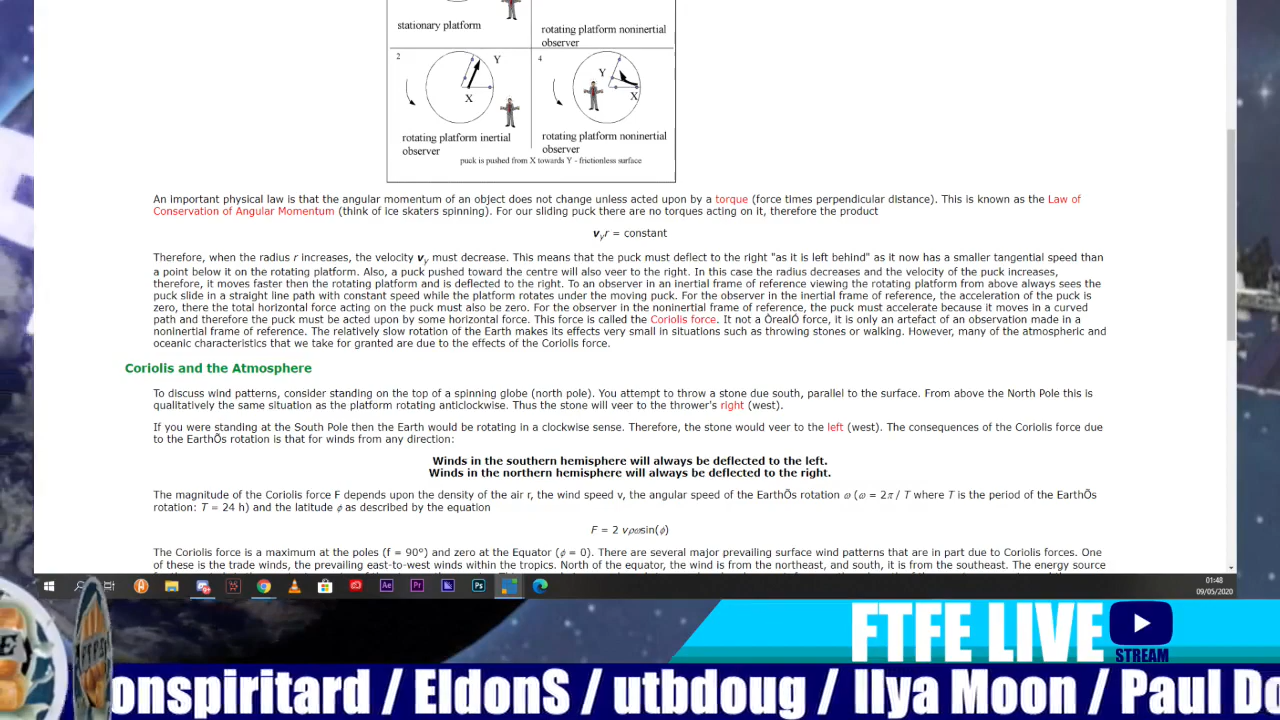 stationary platform
rotating platform noninertial
observer
2
Y
X
4
Y
X
rotating platform inertial
observer
rotating platform noninertial
observer
puck is pushed from X towards Y - frictionless surface
An important physical law is that the angular momentum of an object does not change unless acted upon by a torque (force times perpendicular distance). This is known as the Law of
Conservation of Angular Momentum (think of ice skaters spinning). For our sliding puck there are no torques acting on it, therefore the product
vyr = constant
Therefore, when the radius r increases, the velocity vy must decrease. This means that the puck must deflect to the right "as it is left behind" as it now has a smaller tangential speed than
a point below it on the rotating platform. Also, a puck pushed toward the centre will also veer to the right. In this case the radius decreases and the velocity of the puck increases,
therefore, it moves faster then the rotating platform and is deflected to the right. To an observer in an inertial frame of reference viewing the rotating platform from above always sees the
puck slide in a straight line path with constant speed while the platform rotates under the moving puck. For the observer in the inertial frame of reference, the acceleration of the puck is
zero, there the total horizontal force acting on the puck must also be zero. For the observer in the noninertial frame of reference, the puck must accelerate because it moves in a curved
path and therefore the puck must be acted upon by some horizontal force. This force is called the Coriolis force. It not a ÒrealÓ force, it is only an artefact of an observation made in a
noninertial frame of reference. The relatively slow rotation of the Earth makes its effects very small in situations such as throwing stones or walking. However, many of the atmospheric and
oceanic characteristics that we take for granted are due to the effects of the Coriolis force.
Coriolis and the Atmosphere
To discuss wind patterns, consider standing on the top of a spinning globe (north pole). You attempt to throw a stone due south, parallel to the surface. From above the North Pole this is
qualitatively the same situation as the platform rotating anticlockwise. Thus the stone will veer to the thrower's right (west).
If you were standing at the South Pole then the Earth would be rotating in a clockwise sense. Therefore, the stone would veer to the left (west). The consequences of the Coriolis force due
to the EarthÕs rotation is that for winds from any direction:
Winds in the southern hemisphere will always be deflected to the left.
Winds in the northern hemisphere will always be deflected to the right.
The magnitude of the Coriolis force F depends upon the density of the air r, the wind speed v, the angular speed of the EarthÕs rotation ω (ω = 2π / T where T is the period of the EarthÕs
rotation: T = 24 h) and the latitude ϕ as described by the equation
F = 2 vρωsin(ϕ)
The Coriolis force is a maximum at the poles (f = 90°) and zero at the Equator (ϕ = 0). There are several major prevailing surface wind patterns that are in part due to Coriolis forces. One
of these is the trade winds, the prevailing east-to-west winds within the tropics. North of the equator, the wind is from the northeast, and south, it is from the southeast. The energy source
Ae
Pr
Ps
01:48
09/05/2020
FTFE LIVE
STREAM
onspiritard / EldonS / utbdoug / Ilya Moon / Paul Do